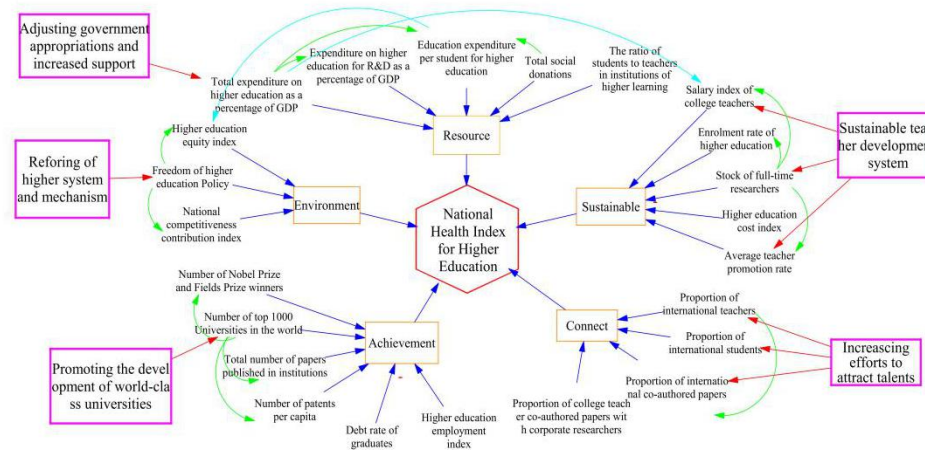 Adjusting government
appropriations and
increased support
Total expenditure on
higher education as a
percentage of GDP
Expenditure on higher
education for R&D as a
percentage of GDP
Education expenditure
per student for higher
education
Total social
donations
The ratio of
students to teachers
in institutions of
higher learning
Resource
Salary index of
college teachers
Enrolment rate of
higher education
Stock of full-time
researchers
Higher education
cost index
Average teacher
promotion rate
Sustainable
Sustainable teac
her development
system
Reforing of
higher system
and mechanism
Higher education
equity index
Freedom of higher
education Policy
National
competitiveness
contribution index
Environment
National
Health Index
for Higher
Education
Number of Nobel Prize
and Fields Prize winners
Number of top 1000
Universities in the world
Total number of papers
published in institutions
Number of patents
per capita
Debt rate of
graduates
Higher education
employment
index
Achievement
-
Promoting the devel
opment of world-cla
ss universities
Connect
Proportion of
international teachers
Proportion of
international students
Proportion of internatio
nal co-authored papers
Proportion of college teach
er co-authored papers wit
h corporate researchers
Increasing
efforts to
attract talents